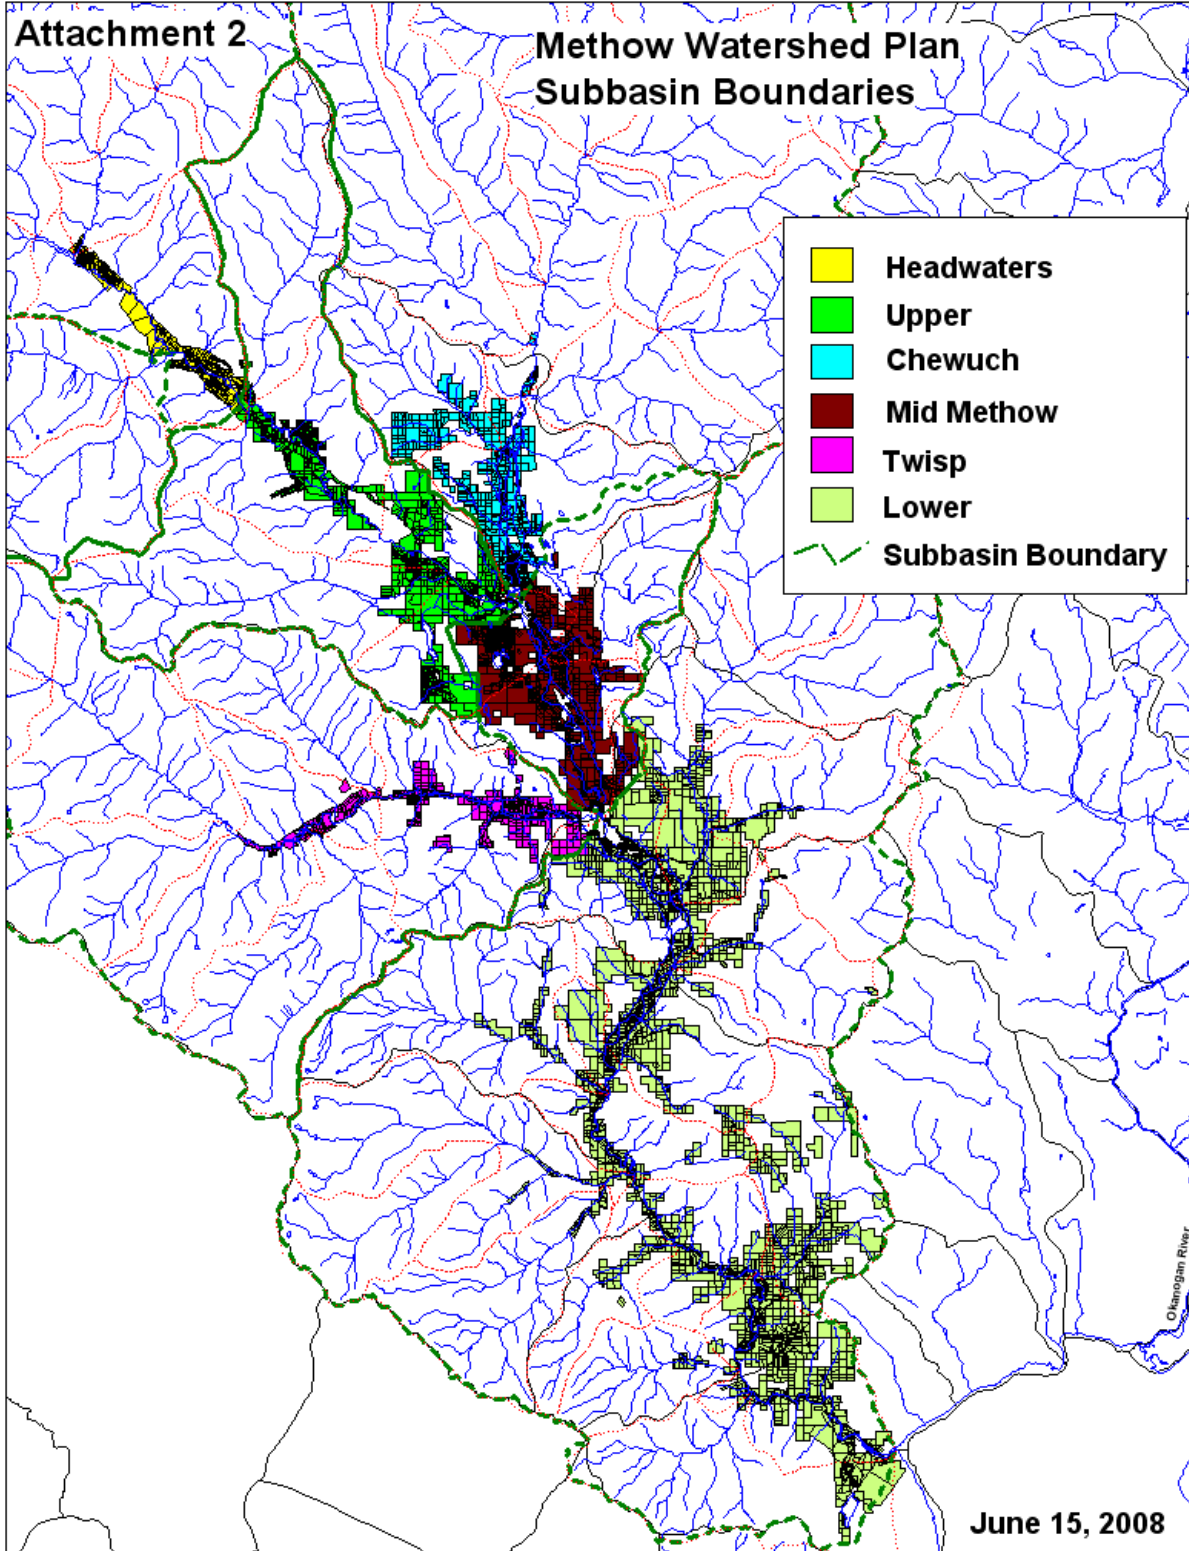 Attachment 2
Methow Watershed Plan
Subbasin Boundaries
Headwaters
Upper
Chewuch
Mid Methow
Twisp
Lower
Subbasin Boundary
Okanogan River
June 15, 2008